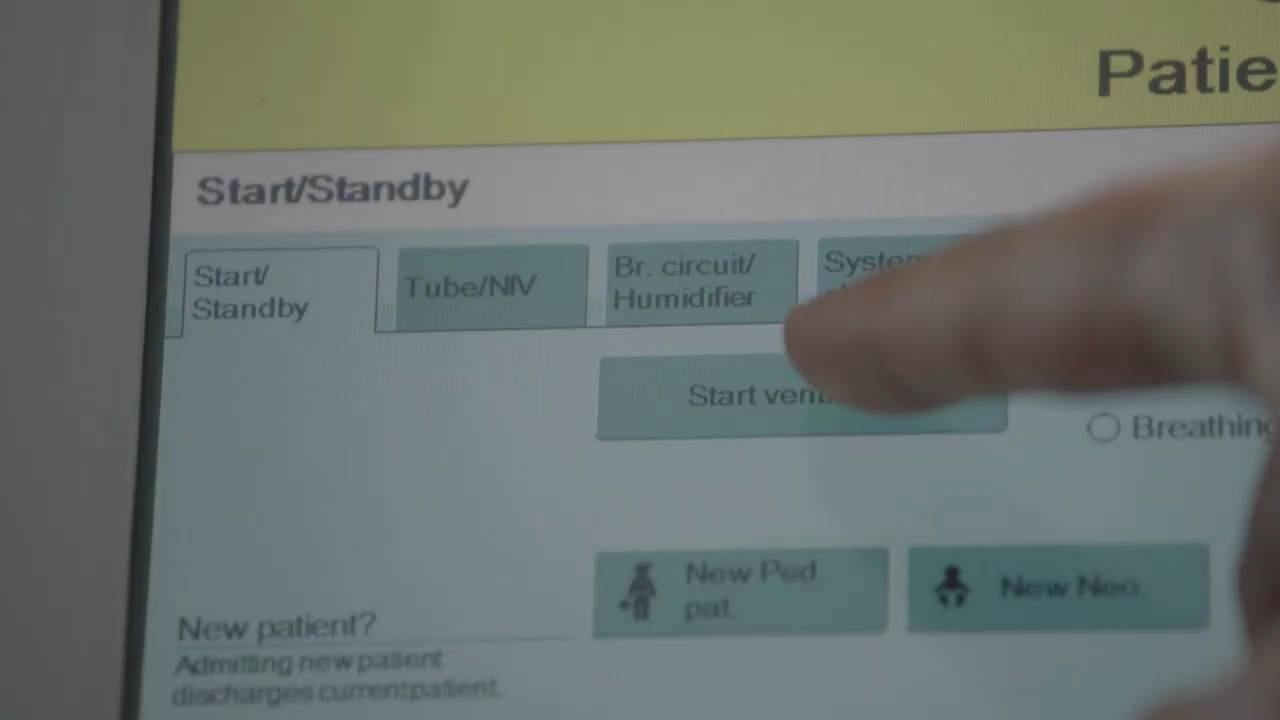 Patie
Start/Standby
Start/
Standby
Tube/NIV
Br. circuit/
Humidifier
System
Start vent.
Breathing
New Ped.
pat.
New Neo.
New patient?
Admitting new patient
discharges current patient.